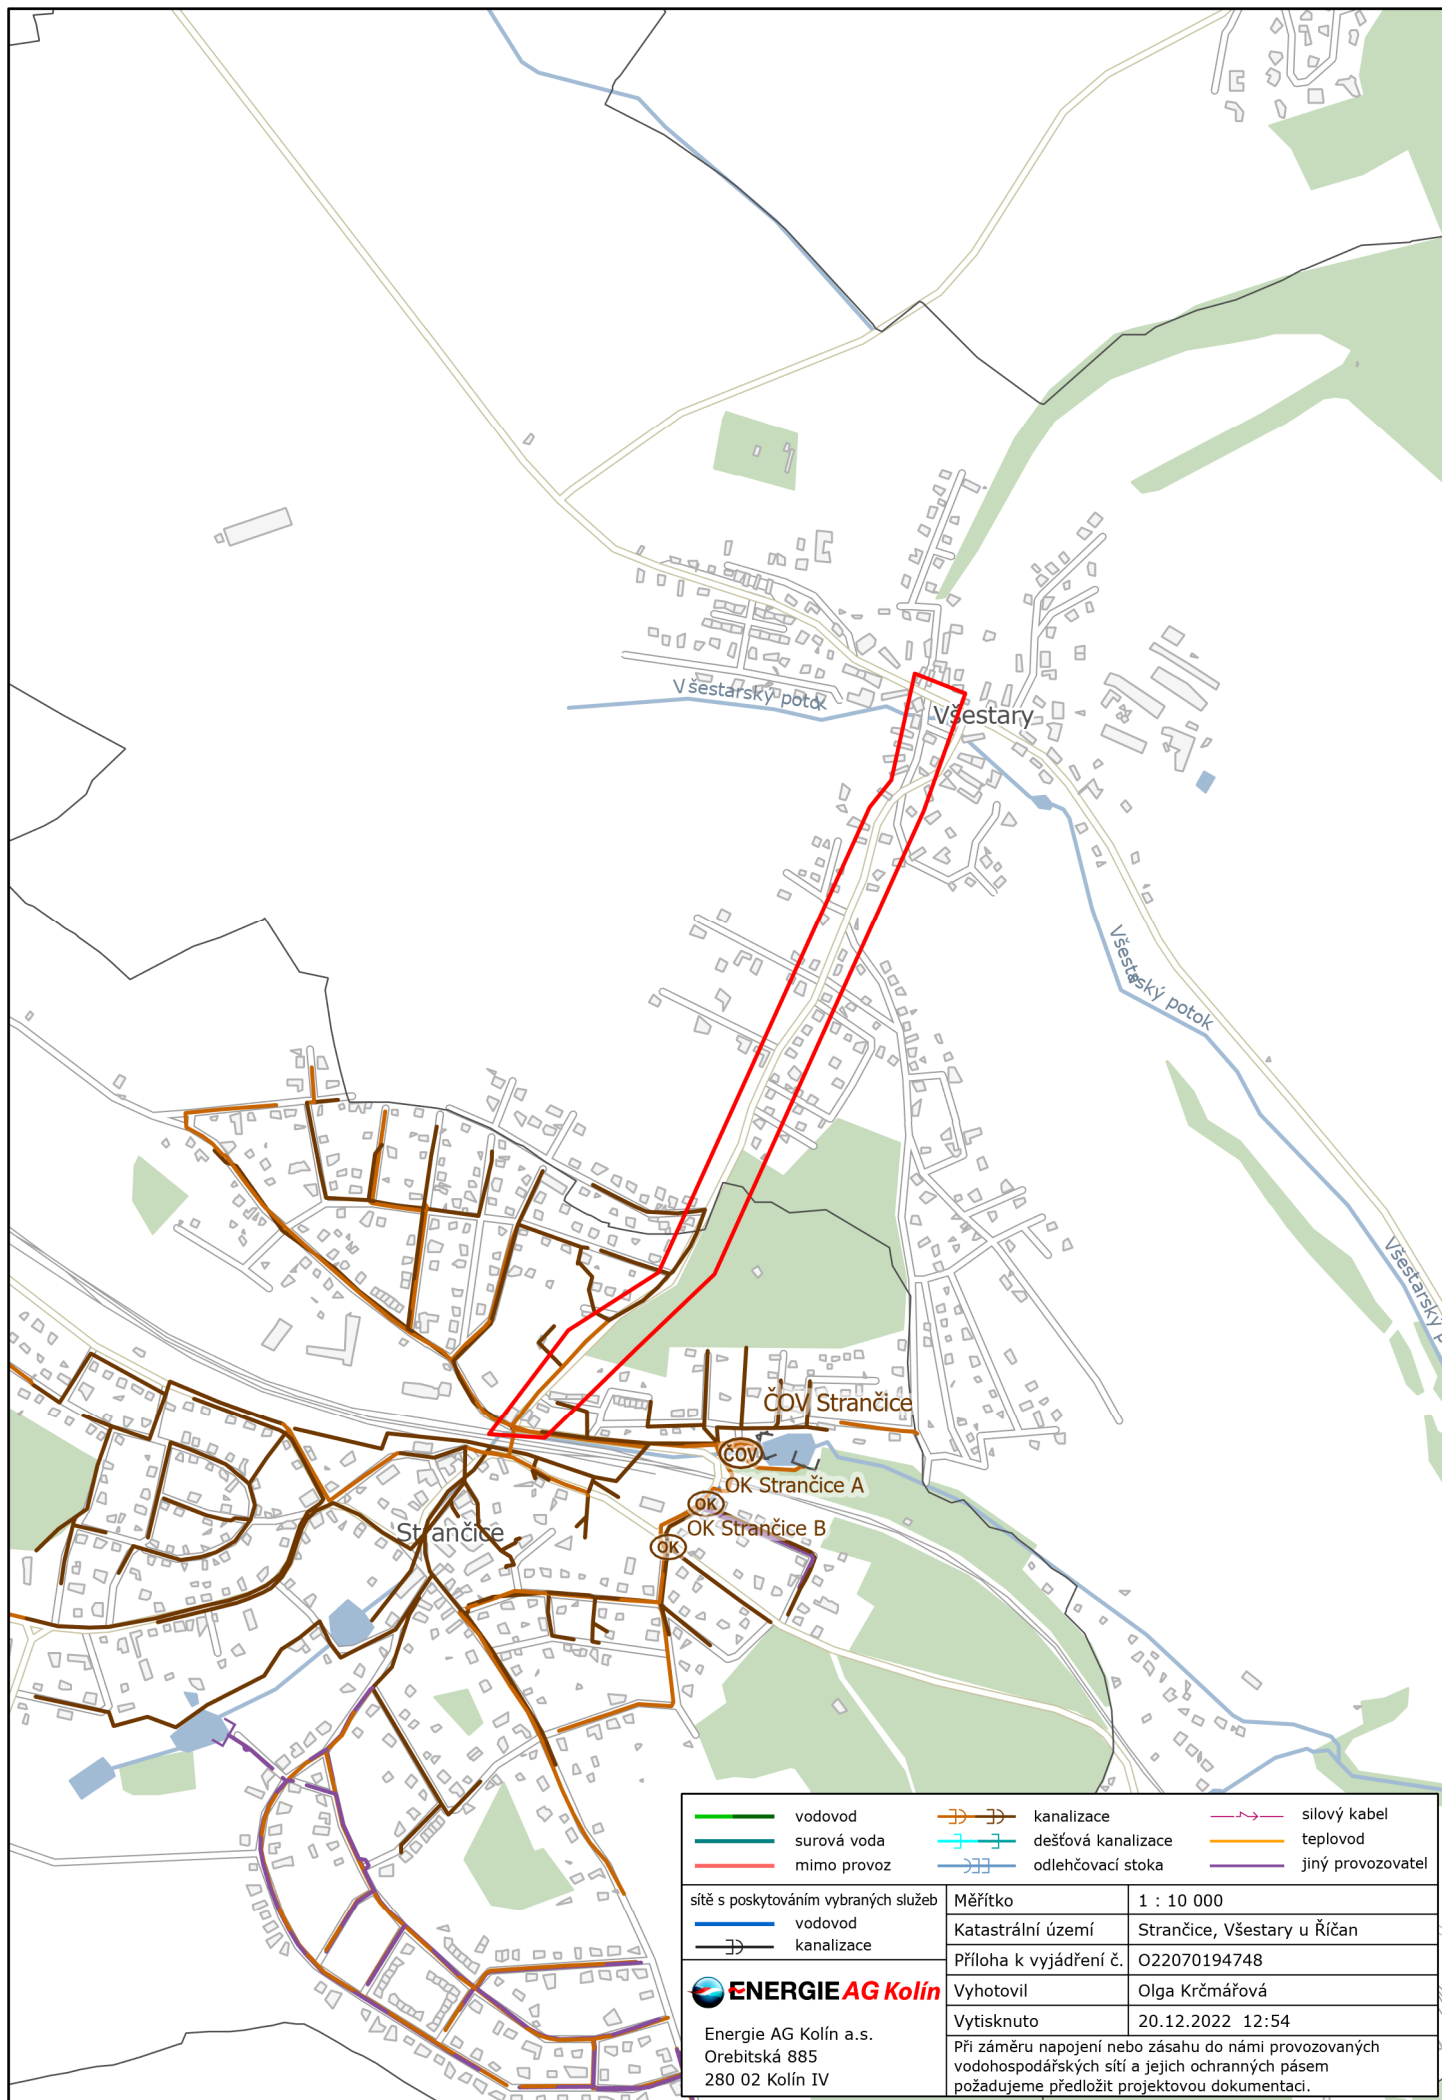 Všestarský potok
Všestary
Všestarský potok
Všestarský p
ČOV Strančice
ČOV
OK Strančice A
OK
OK Strančice B
OK
Strančice
vodovod
surová voda
mimo provoz
kanalizace
dešťová kanalizace
odlehčovací stoka
silový kabel
teplovod
jiný provozovatel
sítě s poskytováním vybraných služeb
vodovod
kanalizace
Měřítko 1 : 10 000
Katastrální území Strančice, Všestary u Říčan
Příloha k vyjádření č. O22070194748
Vyhotovil Olga Krčmářová
Vytisknuto 20.12.2022 12:54
ENERGIE AG Kolín
Energie AG Kolín a.s.
Orebitská 885
280 02 Kolín IV
Při záměru napojení nebo zásahu do námi provozovaných
vodohospodářských sítí a jejich ochranných pásem
požadujeme předložit projektovou dokumentaci.